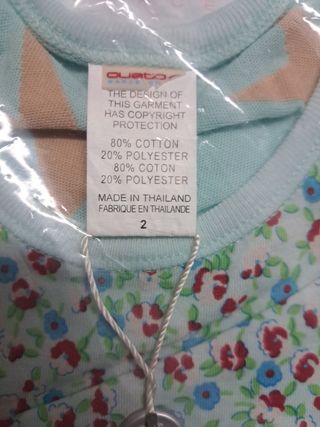 THE DESIGN OF
THIS GARMENT
HAS COPYRIGHT
PROTECTION
80% COTTON
20% POLYESTER
80% COTON
20% POLYESTER
MADE IN THAILAND
FABRIQUE EN THAILANDE
2